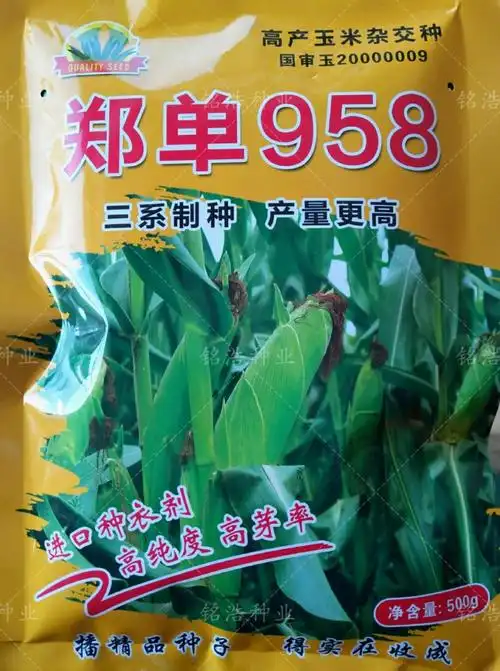 QUALITY SEED
高产玉米杂交种
国审玉20000009
郑单958
三系制种 产量更高
进口种衣剂
高纯度 高芽率
净含量:500g
播精品种子 得实在收成
铭浩种业